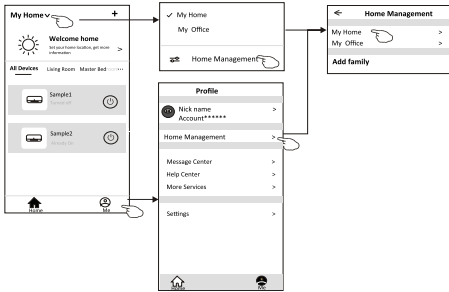 My Home
+
Welcome home
Set your home location, get more
information
>
All Devices Living Room Master Bed
Sample1
Sample2
Home
Me
✓ My Home
My Office
Home Management
Profile
Nick name >
Account******
Home Management >
Message Center >
Help Center >
More Services >
Settings >
Home
Me
← Home Management
My Home >
My Office >
Add family